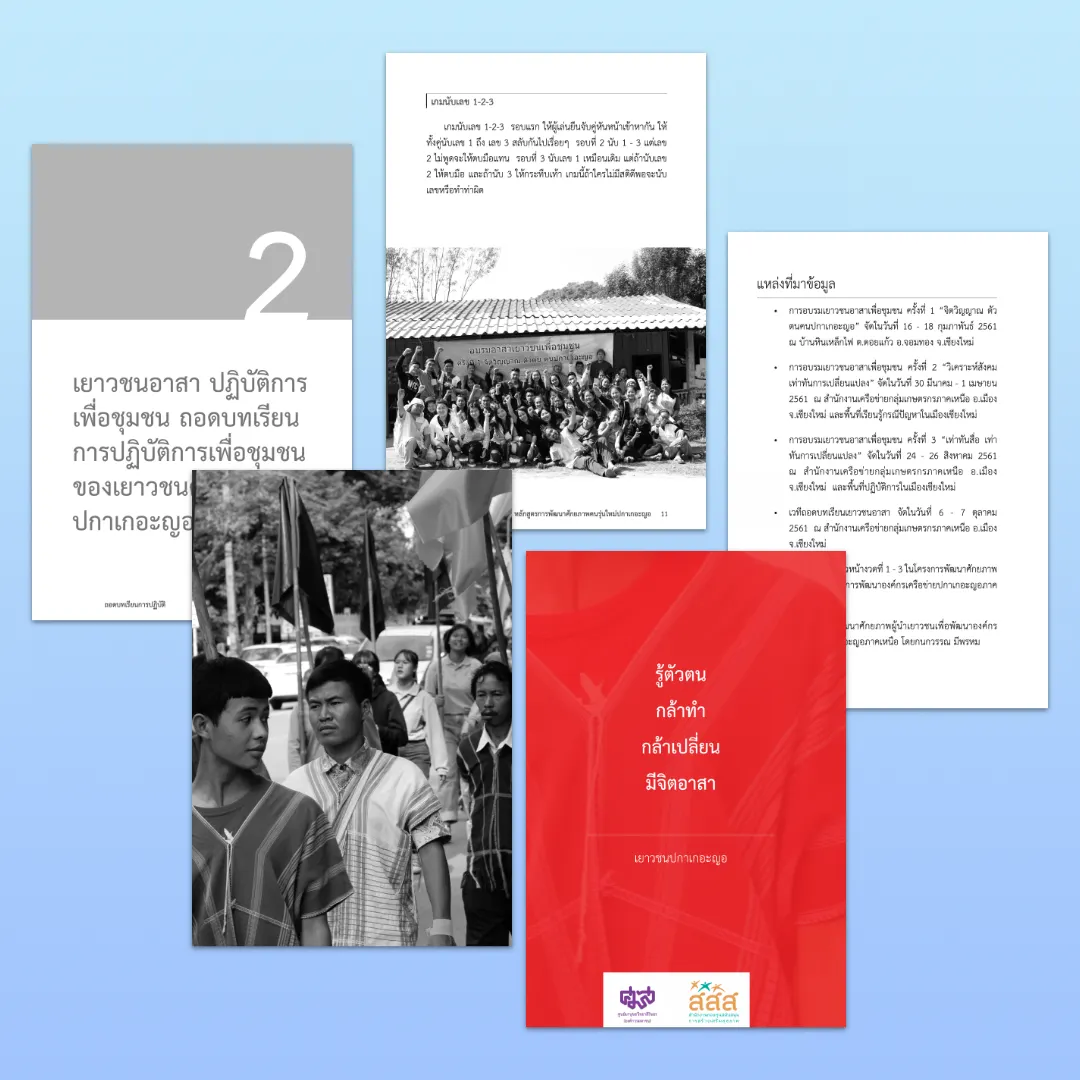 2
เยาวชนอาสา ปฏิบัติการ
เพื่อชุมชน ถอดบทเรียน
การปฏิบัติการเพื่อชุมชน
ของเยาวชน
ปกาเกอะญอ
ถอดบทเรียนการปฏิบัติ
เกมนับเลข 1-2-3
เกมนับเลข 1-2-3 รอบแรก ให้ผู้เล่นยืนจับคู่หันหน้าเข้าหากัน ให้
ทั้งคู่นับเลข 1 ถึง เลข 3 สลับกันไปเรื่อยๆ รอบที่ 2 นับ 1 - 3 แต่เลข
2 ไม่พูดจะให้ตบมือแทน รอบที่ 3 นับเลข 1 เหมือนเดิม แต่ถ้านับเลข
2 ให้ตบมือ และถ้านับ 3 ให้กระทืบเท้า เกมนี้ถ้าใครไม่มีสติดีพอจะนับ
เลขหรือทำท่าผิด
อบรมอาสาเยาวชนเพื่อชุมชน
หลักสูตรการพัฒนาศักยภาพคนรุ่นใหม่ปกาเกอะญอ 11
แหล่งที่มาข้อมูล
• การอบรมเยาวชนอาสาเพื่อชุมชน ครั้งที่ 1 “จิตวิญญาณ ตัว
ตนคนปกาเกอะญอ” จัดในวันที่ 16 - 18 กุมภาพันธ์ 2561
ณ บ้านหินเหล็กไฟ ต.ดอยแก้ว อ.จอมทอง จ.เชียงใหม่
• การอบรมเยาวชนอาสาเพื่อชุมชน ครั้งที่ 2 “วิเคราะห์สังคม
เท่าทันการเปลี่ยนแปลง” จัดในวันที่ 30 มีนาคม - 1 เมษายน
2561 ณ สำนักงานเครือข่ายกลุ่มเกษตรกรภาคเหนือ อ.เมือง
จ.เชียงใหม่ และพื้นที่เรียนรู้กรณีปัญหาในเมืองเชียงใหม่
• การอบรมเยาวชนอาสาเพื่อชุมชน ครั้งที่ 3 “เท่าทันสื่อ เท่า
ทันการเปลี่ยนแปลง” จัดในวันที่ 24 - 26 สิงหาคม 2561
ณ สำนักงานเครือข่ายกลุ่มเกษตรกรภาคเหนือ อ.เมือง
จ.เชียงใหม่ และพื้นที่ปฏิบัติการในเมืองเชียงใหม่
• เวทีถอดบทเรียนเยาวชนอาสา จัดในวันที่ 6 - 7 ตุลาคม
2561 ณ สำนักงานเครือข่ายกลุ่มเกษตรกรภาคเหนือ อ.เมือง
จ.เชียงใหม่
วหน้างวดที่ 1 - 3 ในโครงการพัฒนาศักยภาพ
การพัฒนาองค์กรเครือข่ายปกาเกอะญอภาค
นาศักยภาพผู้นำเยาวชนเพื่อพัฒนาองค์กร
อะญอภาคเหนือ โดยกนกวรรณ มีพรหม
รู้ตัวตน
กล้าทำ
กล้าเปลี่ยน
มีจิตอาสา
เยาวชนปกาเกอะญอ
สสส